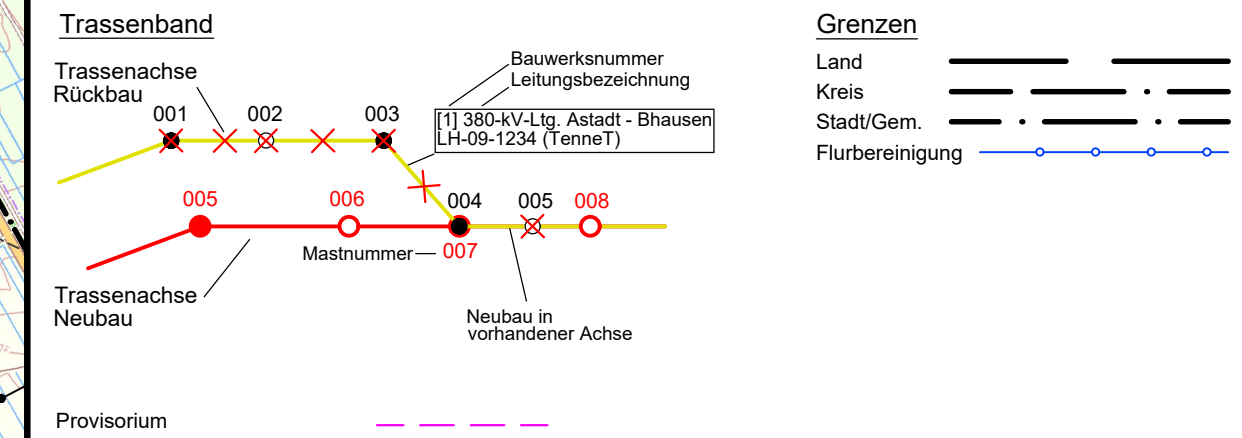 Trassenband
Trassenachse
Rückbau
001
002
003
Bauwerksnummer
Leitungsbezeichnung
[1] 380-kV-Ltg. Astadt - Bhausen
LH-09-1234 (TenneT)
005
006
004
005
008
Mastnummer
007
Trassenachse
Neubau
Neubau in
vorhandener Achse
Provisorium
Grenzen
Land
Kreis
Stadt/Gem.
Flurbereinigung